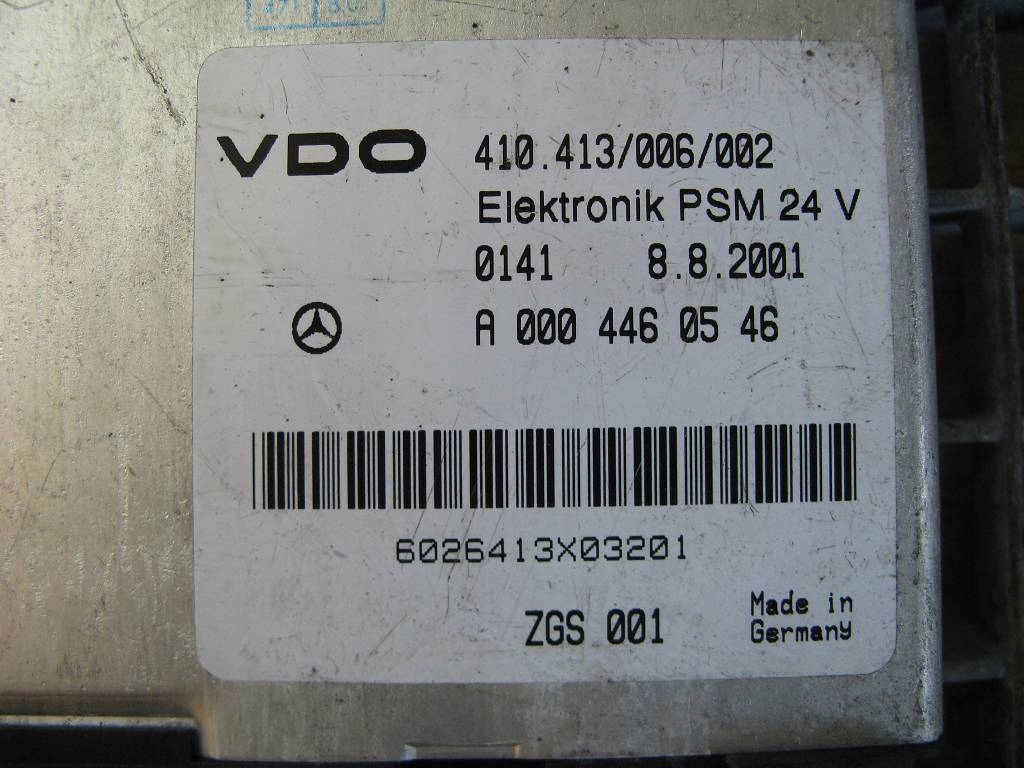 VDO 410.413/006/002
Elektronik PSM 24 V
0141 8.8.2001
A 000 446 05 46
6026413X03201
ZGS 001
Made in
Germany